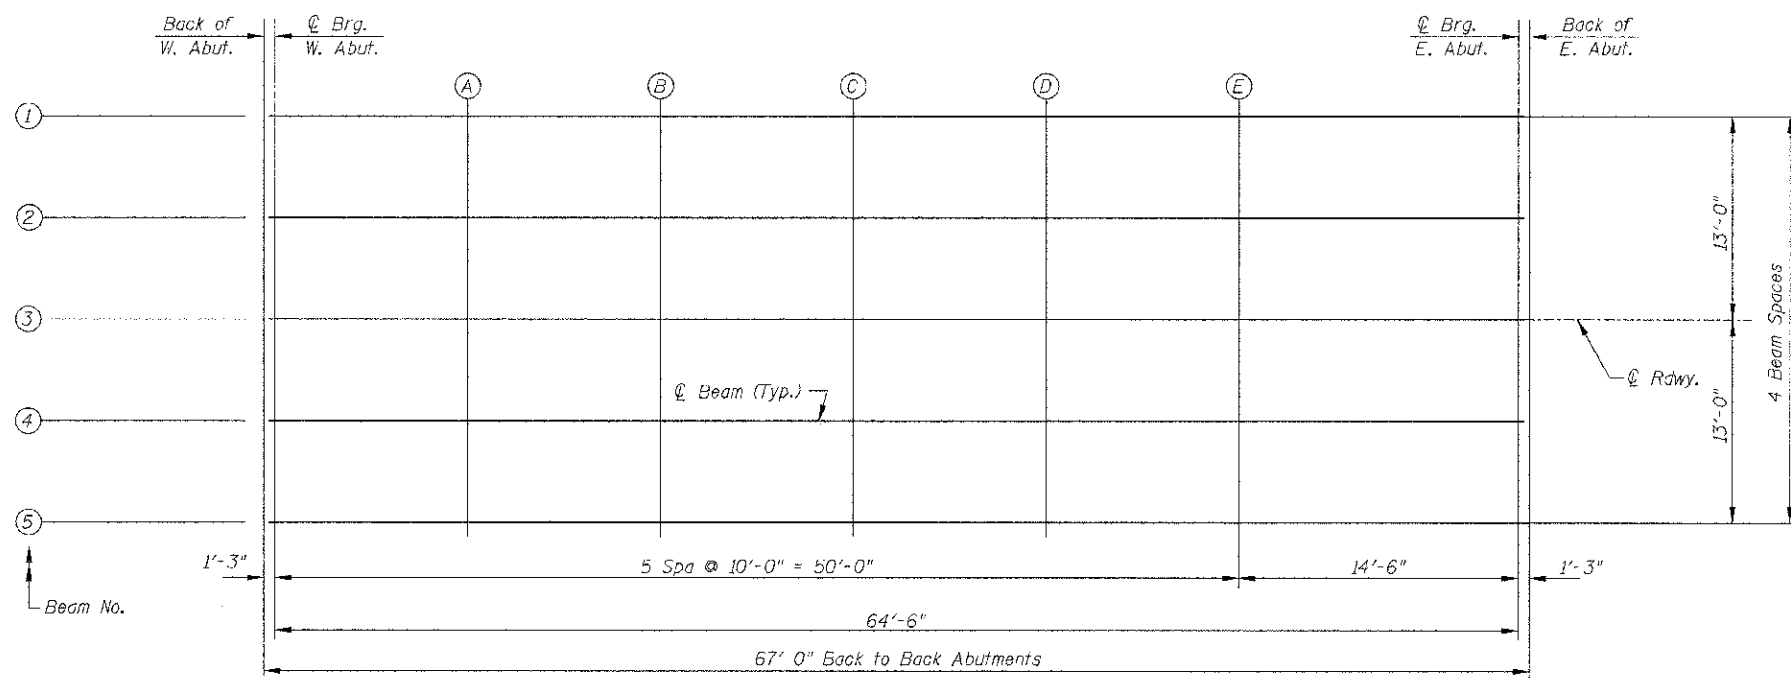 Back of
W. Abut.
℄ Brg.
W. Abut.
℄ Brg.
E. Abut.
Back of
E. Abut.
A
B
C
D
E
1
2
3
4
5
13'-0"
13'-0"
4 Beam Spaces
℄ Rdwy.
℄ Beam (Typ.)
1'-3"
5 Spa @ 10'-0" = 50'-0"
14'-6"
1'-3"
Beam No.
64'-6"
67' 0" Back to Back Abutments